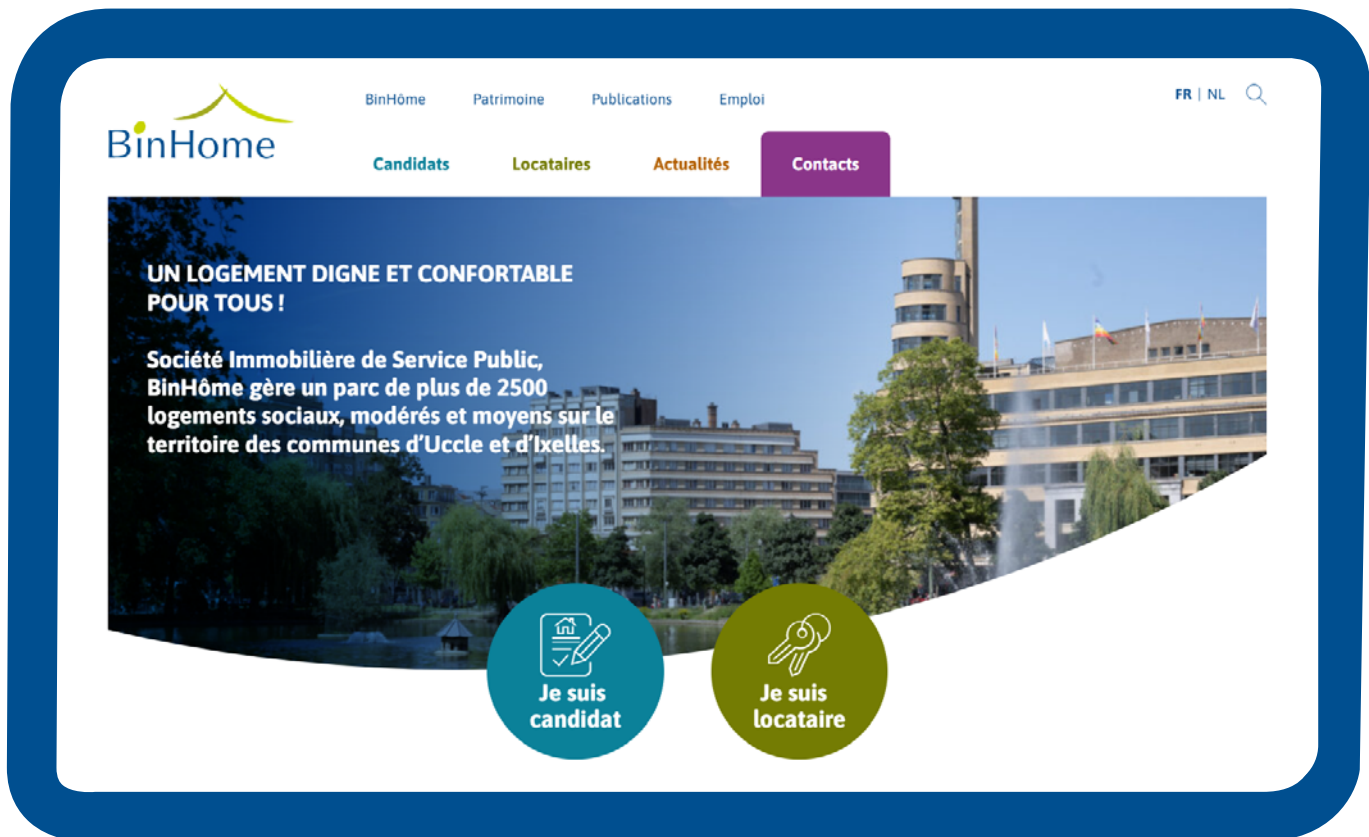 BinHome
BinHôme Patrimoine Publications Emploi
FR | NL
Candidats Locataires Actualités Contacts
UN LOGEMENT DIGNE ET CONFORTABLE
POUR TOUS !
Société Immobilière de Service Public,
BinHôme gère un parc de plus de 2500
logements sociaux, modérés et moyens sur le
territoire des communes d’Uccle et d’Ixelles.
Je suis
candidat
Je suis
locataire